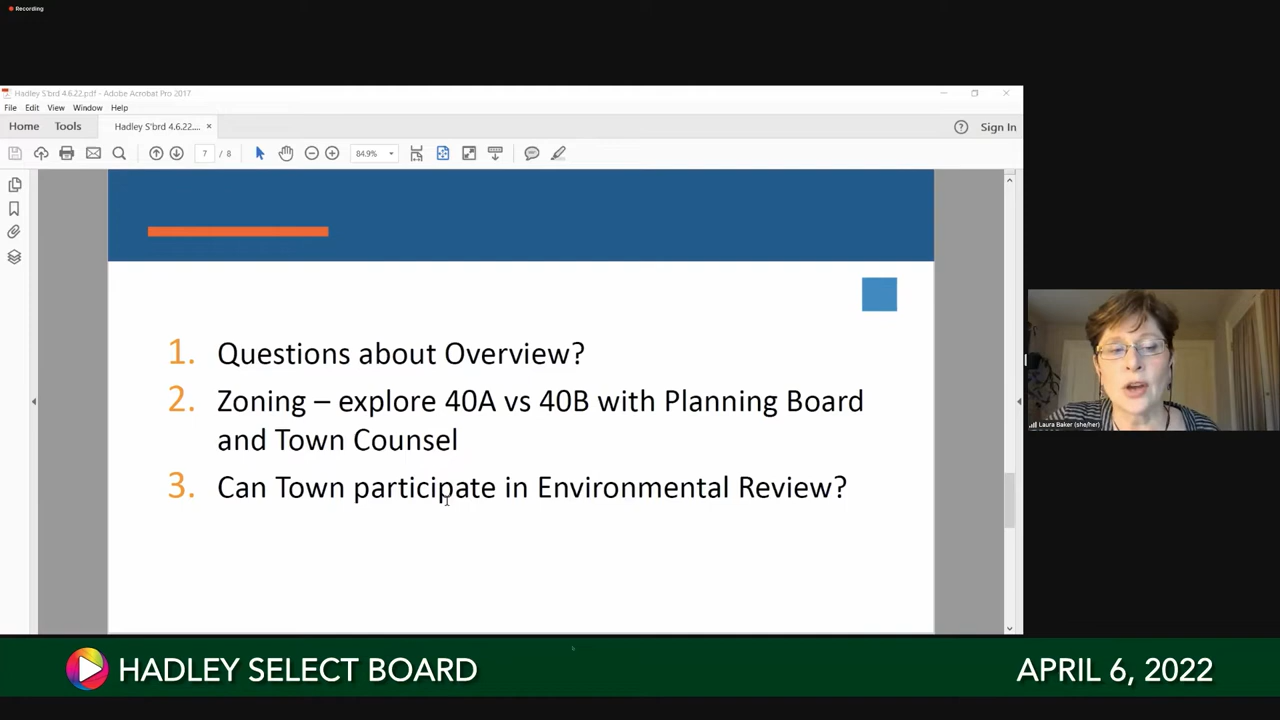 Recording
Hadley S'brd 4.6.22.pdf - Adobe Acrobat Pro 2017
File Edit View Window Help
Home Tools Hadley S'brd 4.6.22.... × Sign In
7 / 8 84.9%
1. Questions about Overview?
2. Zoning – explore 40A vs 40B with Planning Board
and Town Counsel
3. Can Town participate in Environmental Review?
Laura Baker (she/her)
HADLEY SELECT BOARD APRIL 6, 2022